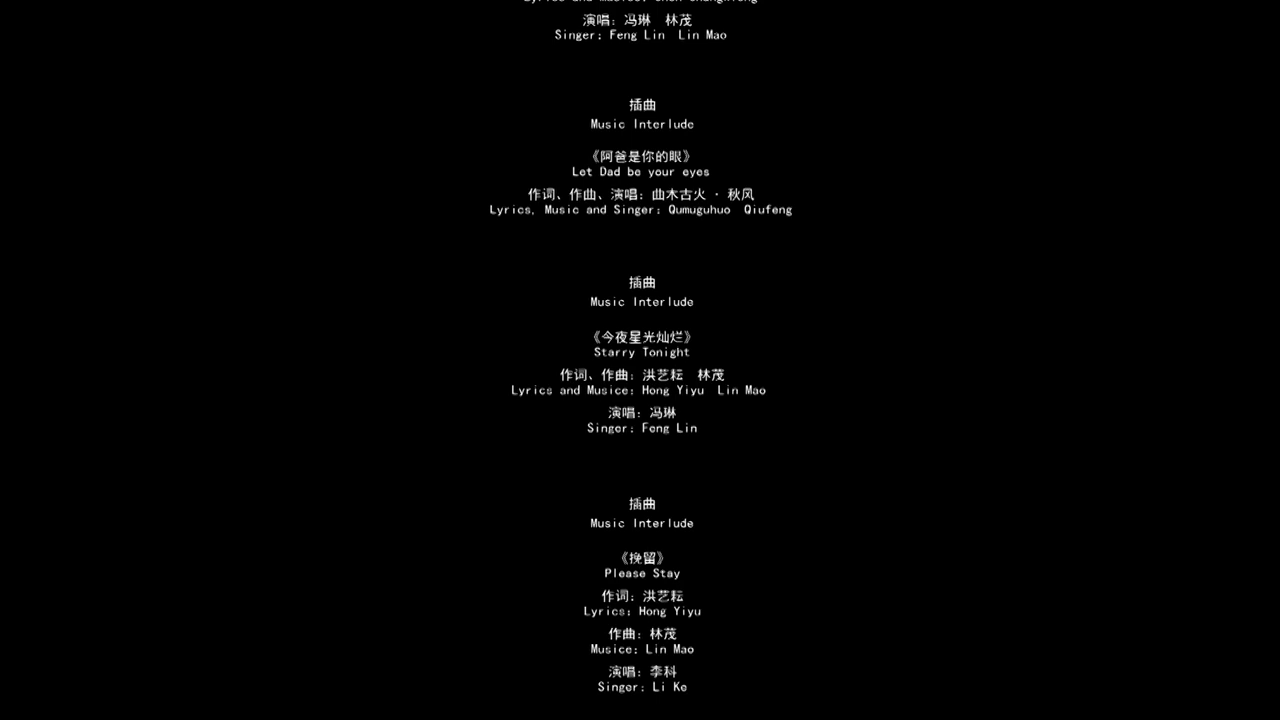 演唱：冯琳　林茂
Singer：Feng Lin　Lin Mao
插曲
Music Interlude
《阿爸是你的眼》
Let Dad be your eyes
作词、作曲、演唱：曲木古火 · 秋风
Lyrics, Music and Singer：Qumuguhuo　Qiufeng
插曲
Music Interlude
《今夜星光灿烂》
Starry Tonight
作词、作曲：洪艺耘　林茂
Lyrics and Musice：Hong Yiyu　Lin Mao
演唱：冯琳
Singer：Feng Lin
插曲
Music Interlude
《挽留》
Please Stay
作词：洪艺耘
Lyrics：Hong Yiyu
作曲：林茂
Musice：Lin Mao
演唱：李科
Singer：Li Ke